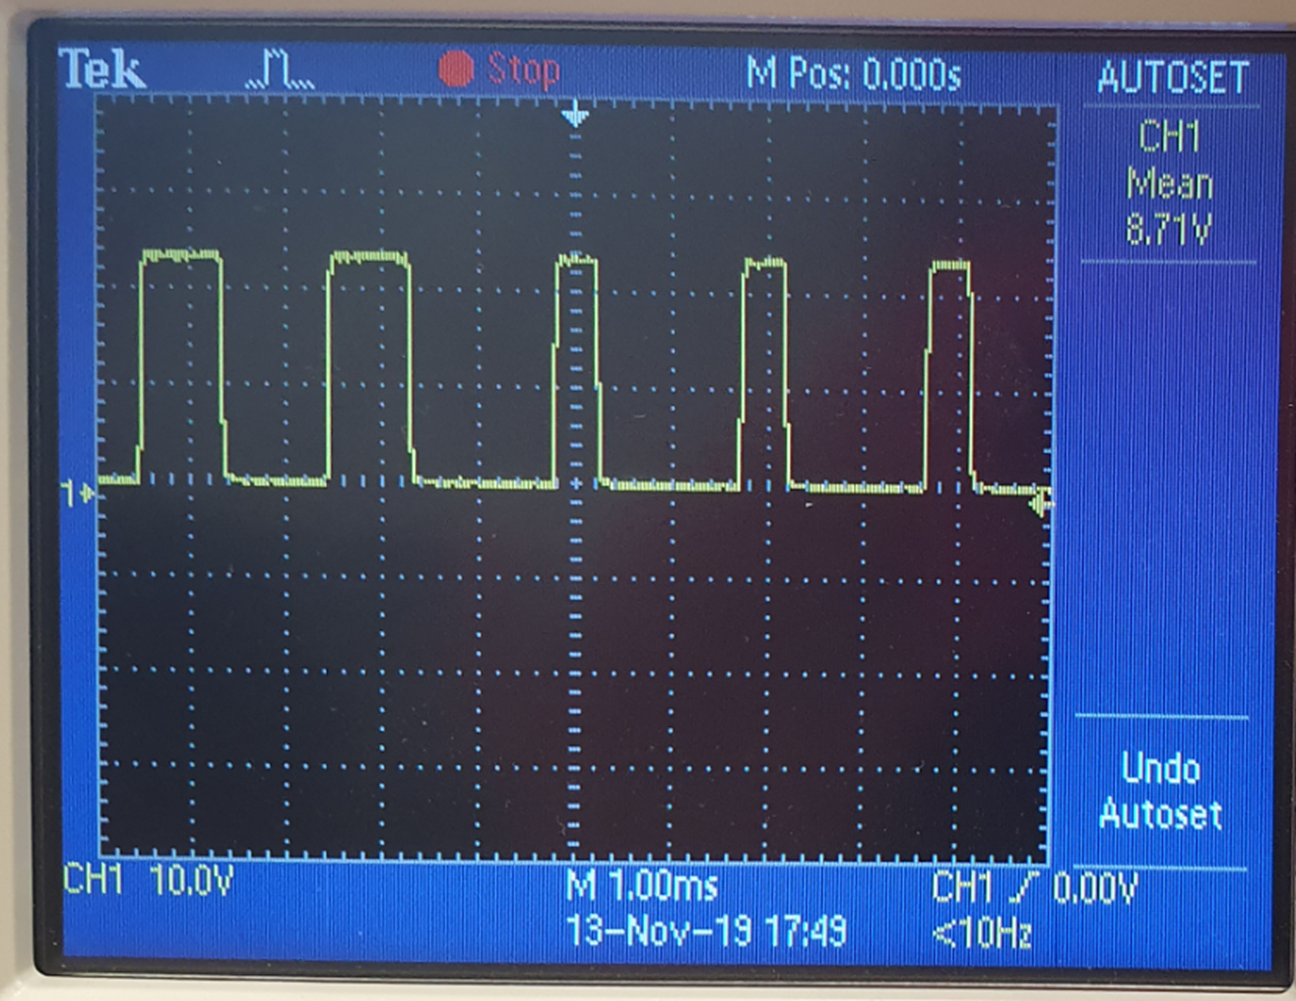 Tek Stop M Pos: 0.000s AUTOSET
CH1
Mean
8.71V
1
Undo
Autoset
CH1 10.0V M 1.00ms CH1 0.00V
13-Nov-19 17:49 <10Hz